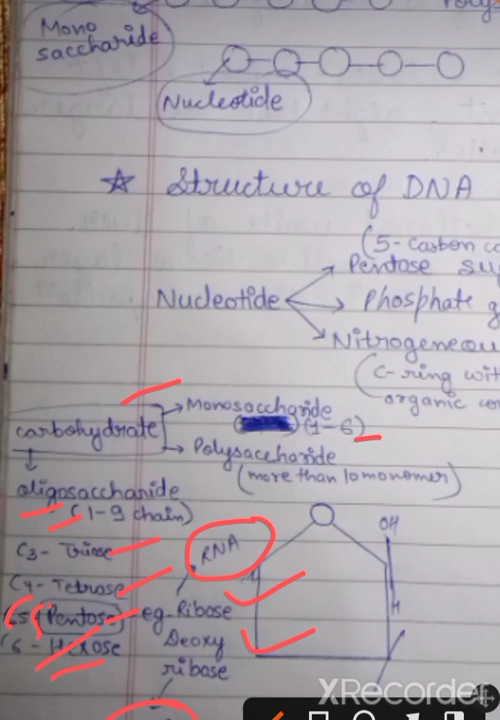 Mono
saccharide
Nucleotide
☆ Structure of DNA
(5-Carbon
Pentose
Nucleotide
Phosphate
Nitrogeneou
(C-ring with
organic
Monosaccharide
(1-6)
carbohydrate
Polysaccharide
(more than 10 monomer)
oligosaccharide
(1-9 chain)
C3- Triose
RNA
OH
C4- Tetrose
H
C5- Pentose - eg. Ribose
H
C6 - Hexose
Deoxy
ribose
XRecorder